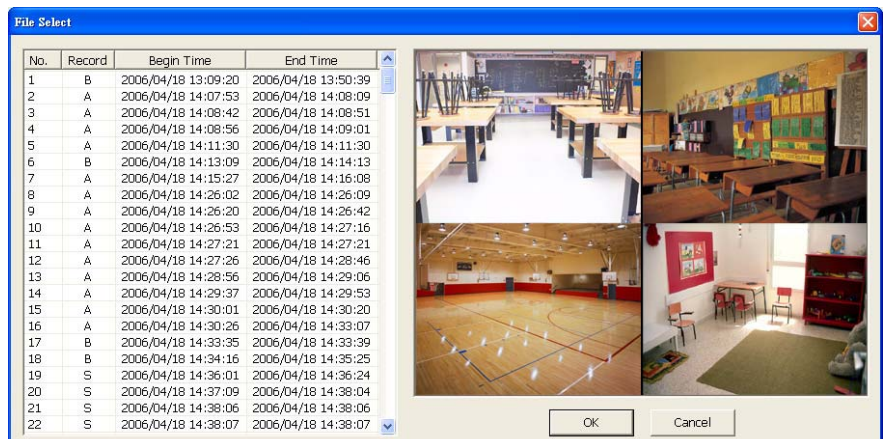 File Select
No. Record Begin Time End Time
1 B 2006/04/18 13:09:20 2006/04/18 13:50:39
2 A 2006/04/18 14:07:53 2006/04/18 14:08:09
3 A 2006/04/18 14:08:42 2006/04/18 14:08:51
4 A 2006/04/18 14:08:56 2006/04/18 14:09:01
5 A 2006/04/18 14:11:30 2006/04/18 14:11:30
6 B 2006/04/18 14:13:09 2006/04/18 14:14:13
7 A 2006/04/18 14:15:27 2006/04/18 14:16:08
8 A 2006/04/18 14:26:02 2006/04/18 14:26:09
9 A 2006/04/18 14:26:20 2006/04/18 14:26:42
10 A 2006/04/18 14:26:53 2006/04/18 14:27:16
11 A 2006/04/18 14:27:21 2006/04/18 14:27:21
12 A 2006/04/18 14:27:26 2006/04/18 14:28:46
13 A 2006/04/18 14:28:56 2006/04/18 14:29:06
14 A 2006/04/18 14:29:37 2006/04/18 14:29:53
15 A 2006/04/18 14:30:01 2006/04/18 14:30:20
16 A 2006/04/18 14:30:26 2006/04/18 14:33:07
17 B 2006/04/18 14:33:35 2006/04/18 14:33:39
18 B 2006/04/18 14:34:16 2006/04/18 14:35:25
19 S 2006/04/18 14:36:01 2006/04/18 14:36:24
20 S 2006/04/18 14:37:09 2006/04/18 14:38:04
21 S 2006/04/18 14:38:06 2006/04/18 14:38:06
22 S 2006/04/18 14:38:07 2006/04/18 14:38:07
OK Cancel